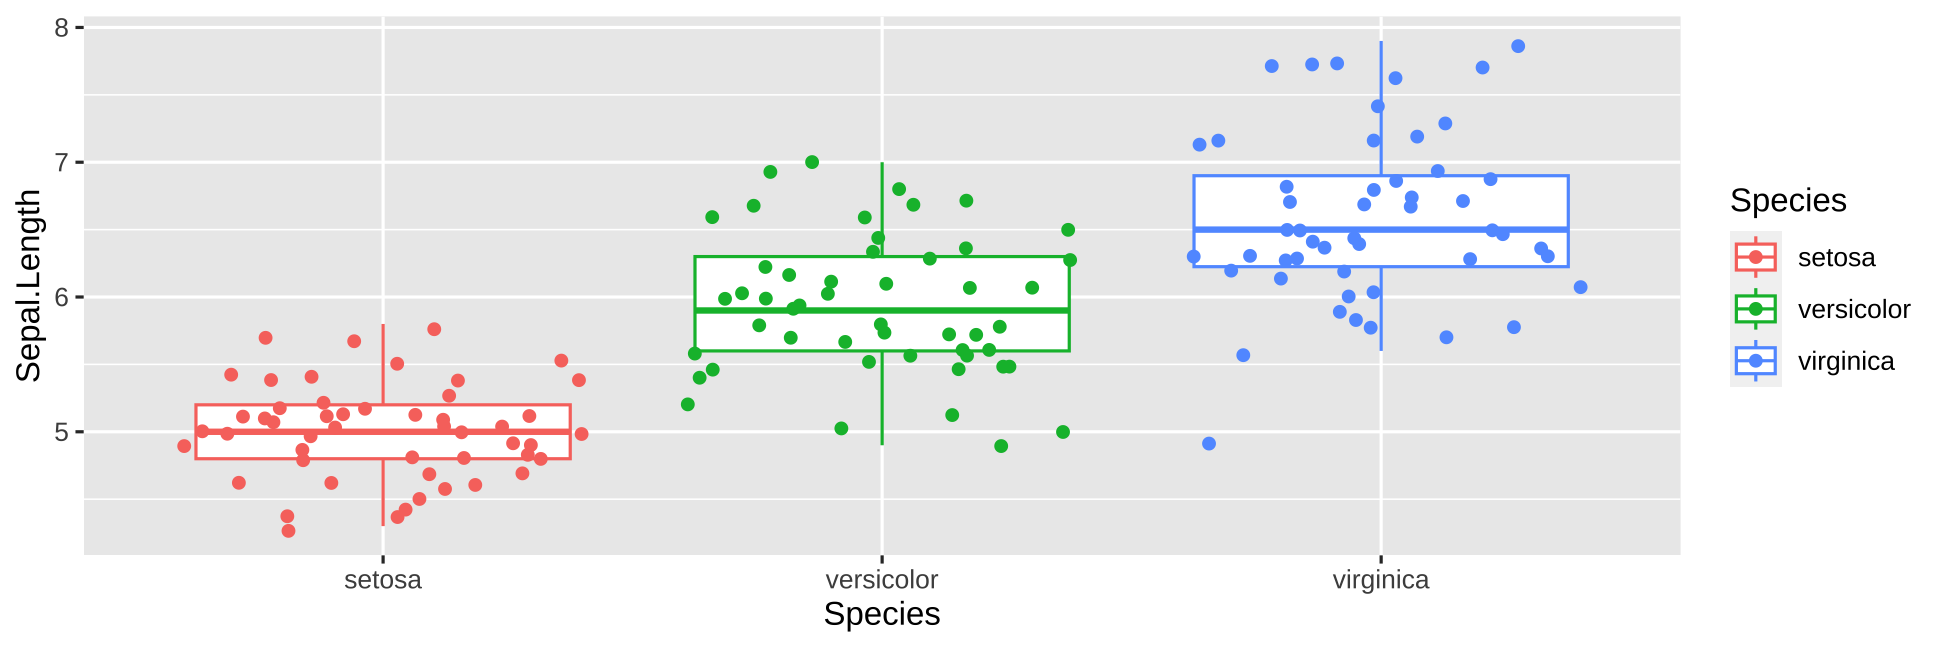 Sepal.Length
8
7
6
5
setosa
versicolor
virginica
Species
Species
setosa
versicolor
virginica